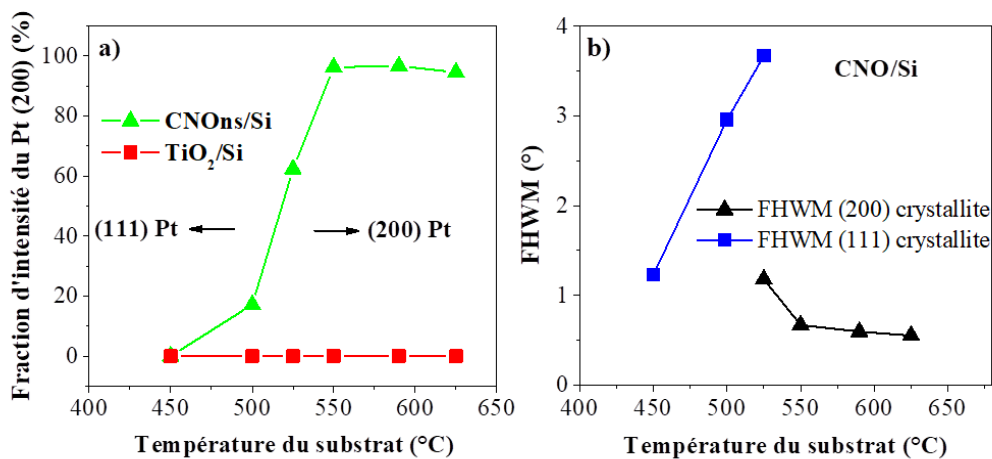 a)
Fraction d'intensité du Pt (200) (%)
100
80
60
40
20
0
CNOns/Si
TiO2/Si
(111) Pt
(200) Pt
400
450
500
550
600
650
Température du substrat (°C)
b)
CNO/Si
FHWM (°)
4
3
2
1
0
FHWM (200) crystallite
FHWM (111) crystallite
400
450
500
550
600
650
Température du substrat (°C)